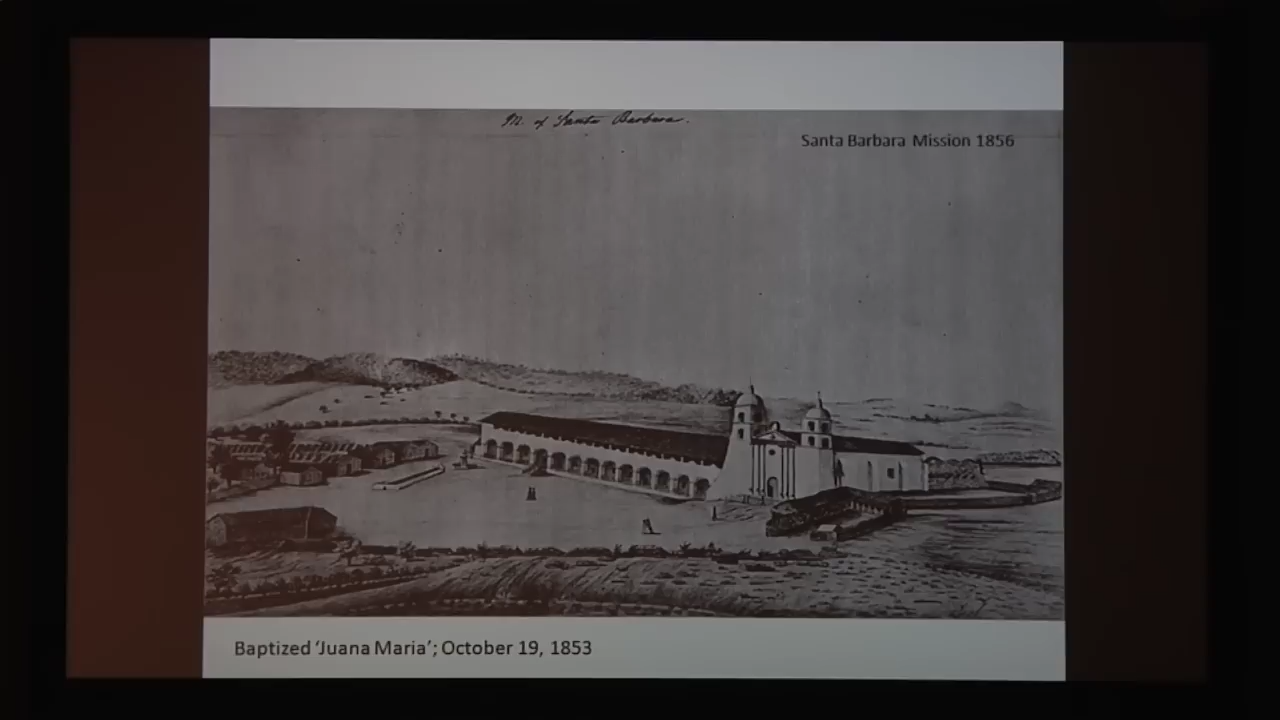 M. of Santa Barbara.
Santa Barbara Mission 1856
Baptized ‘Juana Maria’; October 19, 1853